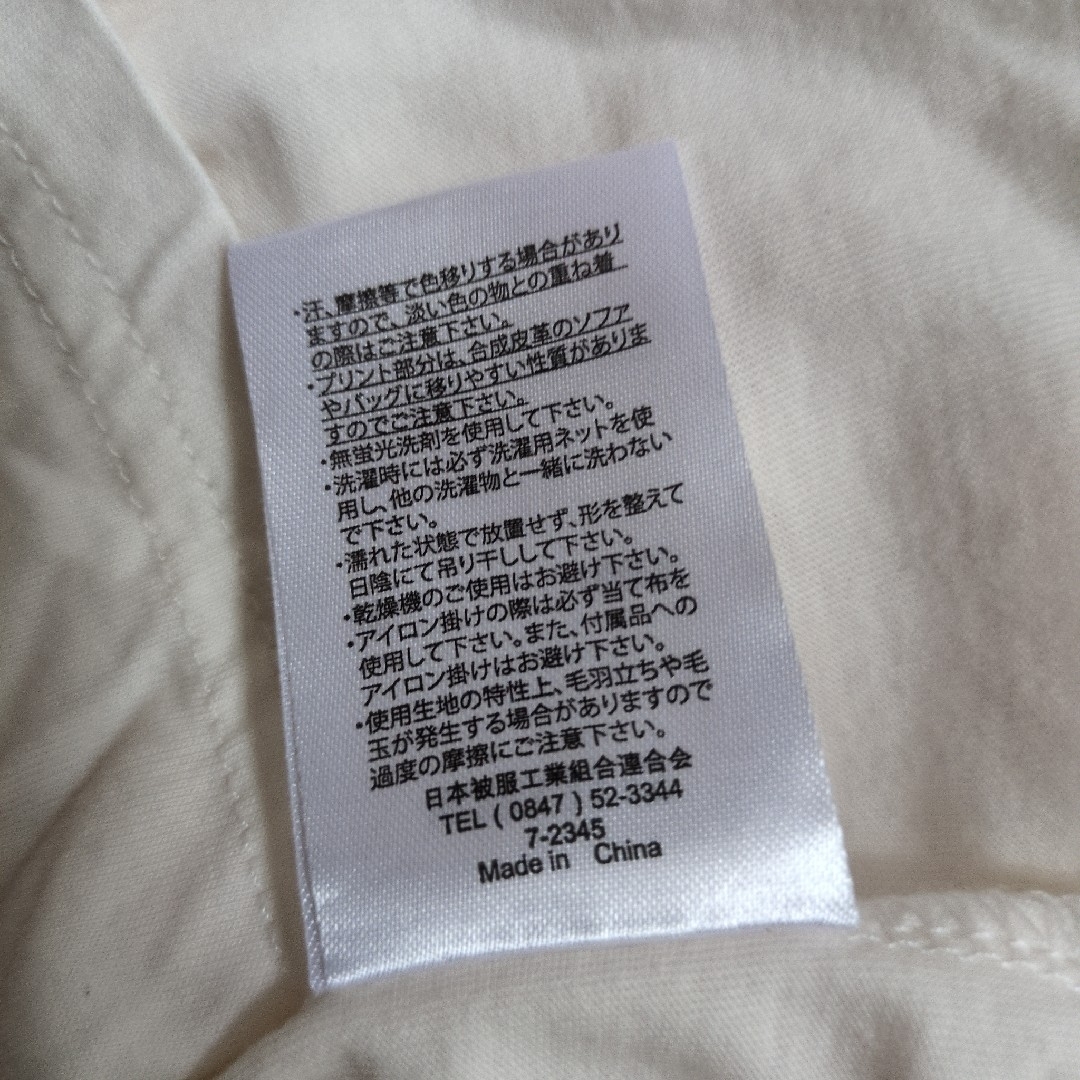 ・汗、摩擦等で色移りする場合があり
ますので、淡い色の物との重ね着
の際はご注意下さい。
・プリント部分は、合成皮革のソファ
やバッグに移りやすい性質がありま
すのでご注意下さい。
・無蛍光洗剤を使用して下さい。
・洗濯時には必ず洗濯用ネットを使
用し、他の洗濯物と一緒に洗わない
で下さい。
・濡れた状態で放置せず、形を整えて
日陰にて吊り干しして下さい。
・乾燥機のご使用はお避け下さい。
・アイロン掛けの際は必ず当て布を
使用して下さい。また、付属品への
アイロン掛けはお避け下さい。
・使用生地の特性上、毛羽立ちや毛
玉が発生する場合がありますので
過度の摩擦にご注意下さい。
日本被服工業組合連合会
TEL ( 0847 ) 52-3344
7-2345
Made in China